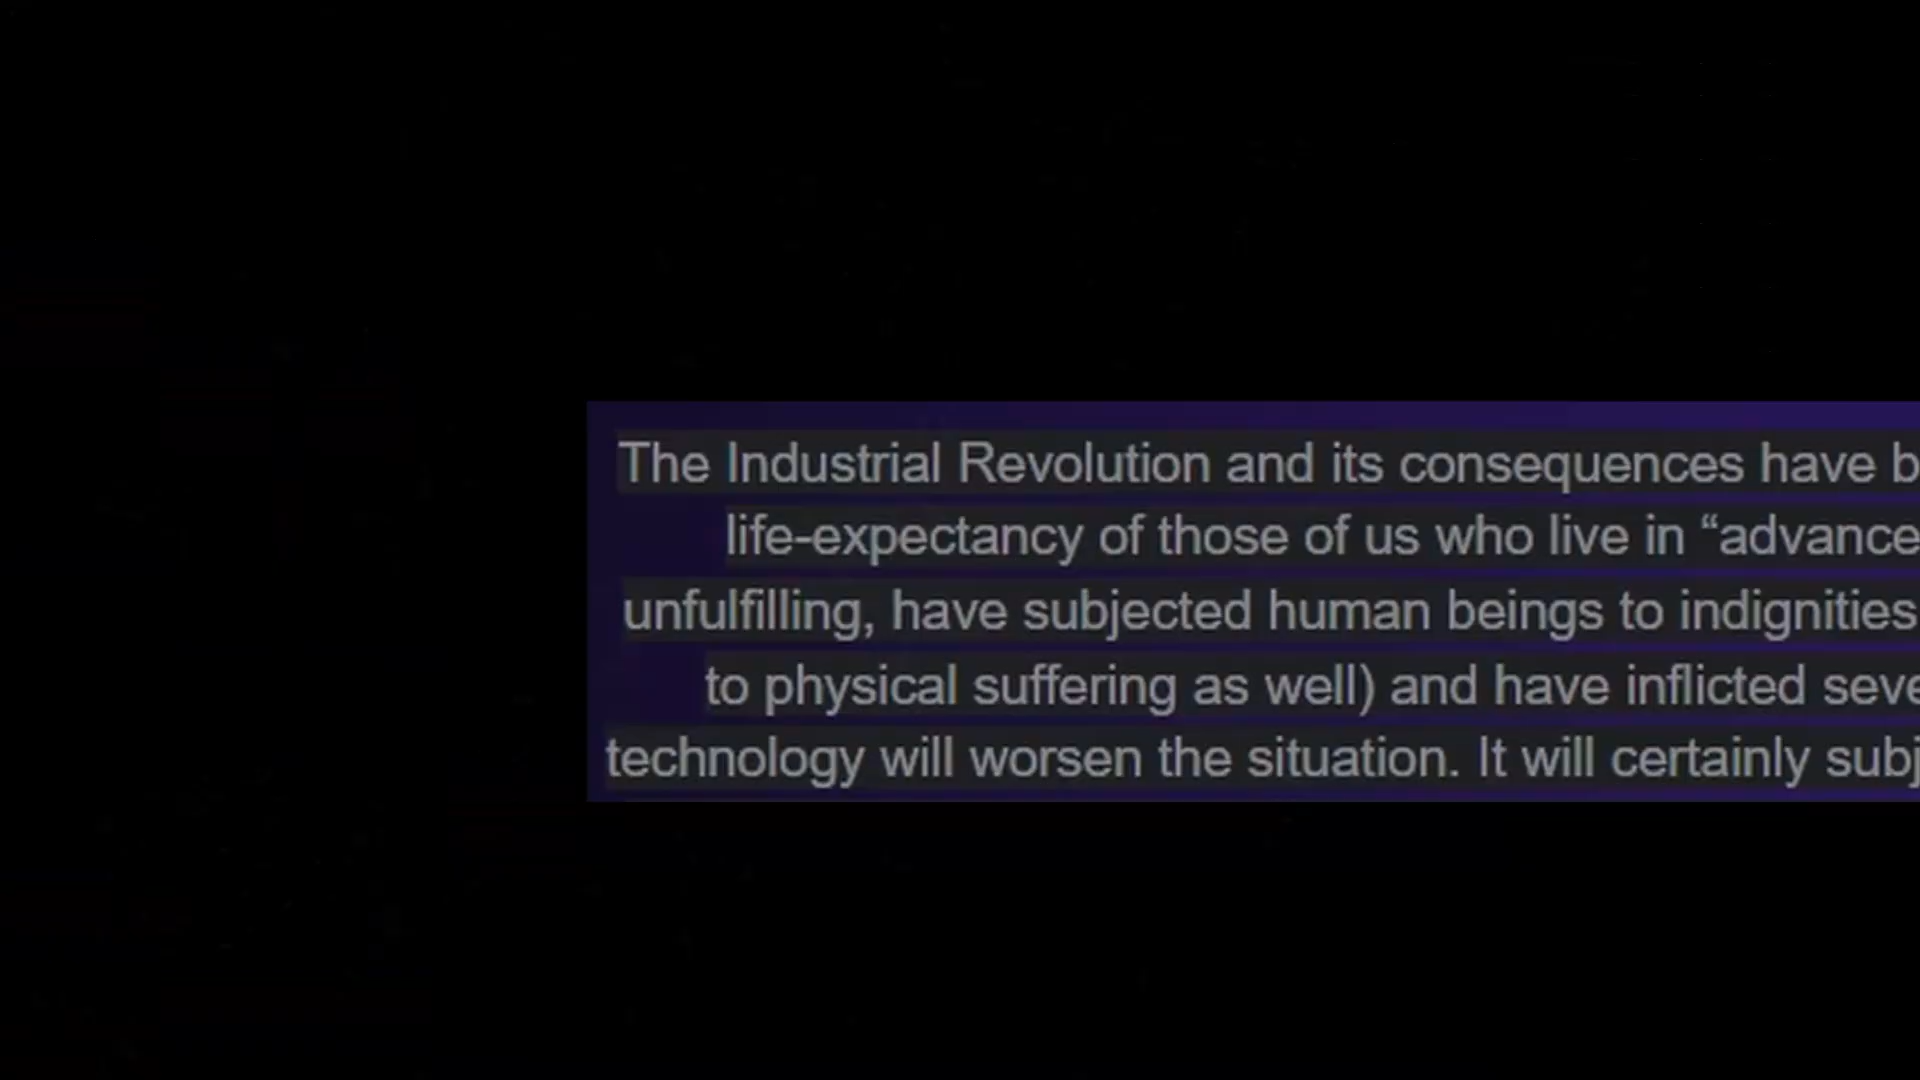 The Industrial Revolution and its consequences have b
life-expectancy of those of us who live in “advance
unfulfilling, have subjected human beings to indignities
to physical suffering as well) and have inflicted seve
technology will worsen the situation. It will certainly subj